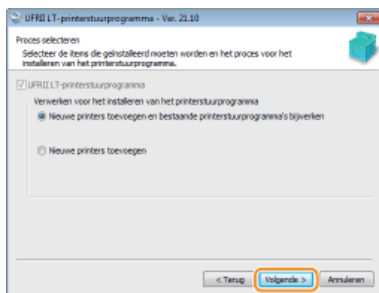 UFRII LT-printerstuurprogramma - Ver. 21.10
Proces selecteren
Selecteer de items die geïnstalleerd moeten worden en het proces voor het
installeren van het printerstuurprogramma.
UFRII LT-printerstuurprogramma
Verwerken voor het installeren van het printerstuurprogramma
Nieuwe printers toevoegen en bestaande printerstuurprogramma's bijwerken
Nieuwe printers toevoegen
< Terug
Volgende >
Annuleren